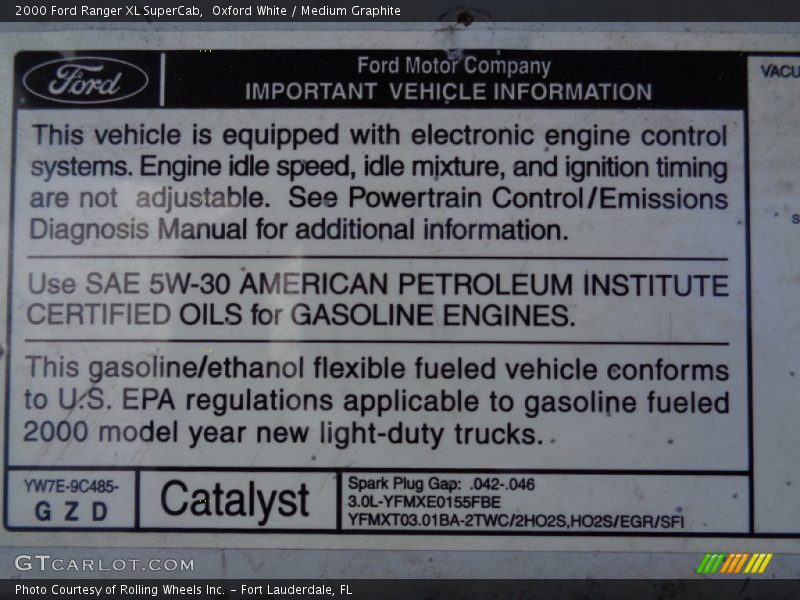 2000 Ford Ranger XL SuperCab,  Oxford White / Medium Graphite
Ford
Ford Motor Company
IMPORTANT VEHICLE INFORMATION
VACU
This vehicle is equipped with electronic engine control
systems. Engine idle speed, idle mixture, and ignition timing
are not adjustable. See Powertrain Control/Emissions
Diagnosis Manual for additional information.
Use SAE 5W-30 AMERICAN PETROLEUM INSTITUTE
CERTIFIED OILS for GASOLINE ENGINES.
This gasoline/ethanol flexible fueled vehicle conforms
to U.S. EPA regulations applicable to gasoline fueled
2000 model year new light-duty trucks.
YW7E-9C485-
G Z D
Catalyst
Spark Plug Gap: .042-.046
3.0L-YFMXE0155FBE
YFMXT03.01BA-2TWC/2HO2S,HO2S/EGR/SFI
GTCARLOT.COM
Photo Courtesy of Rolling Wheels Inc. – Fort Lauderdale, FL